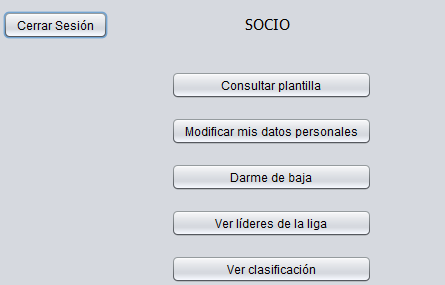 Cerrar Sesión
SOCIO
Consultar plantilla
Modificar mis datos personales
Darme de baja
Ver líderes de la liga
Ver clasificación